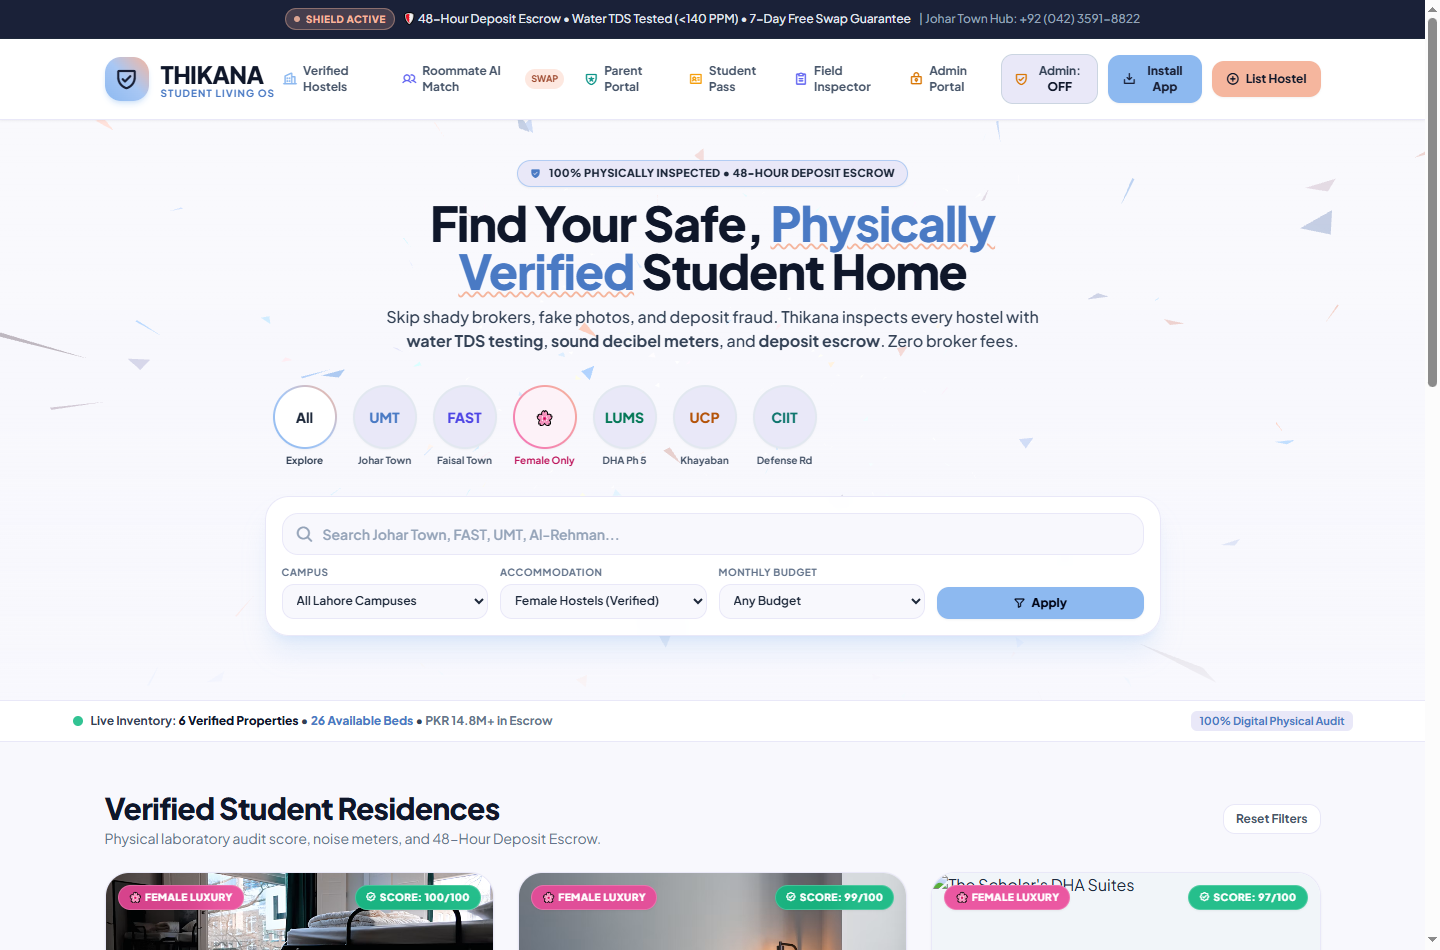 SHIELD ACTIVE 48-Hour Deposit Escrow • Water TDS Tested (<140 PPM) • 7-Day Free Swap Guarantee | Johar Town Hub: +92 (042) 3591-8822
THIKANA
STUDENT LIVING OS
Verified
Hostels
Roommate AI
Match
SWAP
Parent
Portal
Student
Pass
Field
Inspector
Admin
Portal
Admin:
OFF
Install
App
List Hostel
100% PHYSICALLY INSPECTED • 48-HOUR DEPOSIT ESCROW
Find Your Safe, Physically
Verified Student Home
Skip shady brokers, fake photos, and deposit fraud. Thikana inspects every hostel with
water TDS testing, sound decibel meters, and deposit escrow. Zero broker fees.
All UMT FAST LUMS UCP CIIT
Explore Johar Town Faisal Town Female Only DHA Ph 5 Khayaban Defense Rd
Search Johar Town, FAST, UMT, Al-Rehman...
CAMPUS ACCOMMODATION MONTHLY BUDGET
All Lahore Campuses Female Hostels (Verified) Any Budget Apply
Live Inventory: 6 Verified Properties • 26 Available Beds • PKR 14.8M+ in Escrow 100% Digital Physical Audit
Verified Student Residences
Physical laboratory audit score, noise meters, and 48-Hour Deposit Escrow.
Reset Filters
FEMALE LUXURY SCORE: 100/100
FEMALE LUXURY SCORE: 99/100
The Scholar's DHA Suites
FEMALE LUXURY SCORE: 97/100